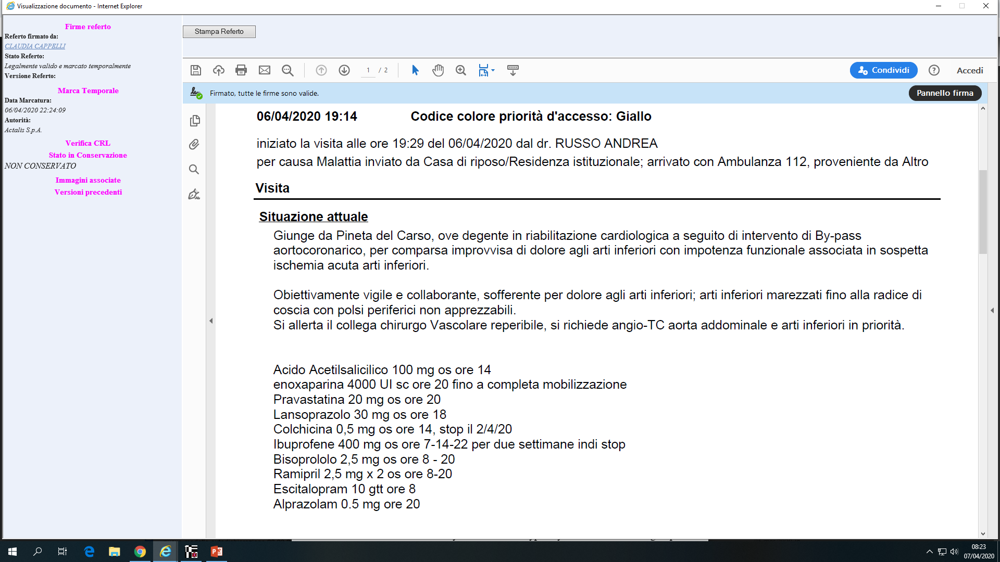 Visualizzazione documento - Internet Explorer
Firme referto
Referto firmato da:
CLAUDIA CAPPELLI
Stato Referto:
Legalmente valido e marcato temporalmente
Versione Referto:
Marca Temporale
Data Marcatura:
06/04/2020 22:24:09
Autorità:
Actalis S.p.A.
Verifica CRL
Stato in Conservazione
NON CONSERVATO
Immagini associate
Versioni precedenti
Stampa Referto
1 / 2
Condividi
Accedi
Firmato, tutte le firme sono valide.
Pannello firma
06/04/2020 19:14 Codice colore priorità d'accesso: Giallo
iniziato la visita alle ore 19:29 del 06/04/2020 dal dr. RUSSO ANDREA
per causa Malattia inviato da Casa di riposo/Residenza istituzionale; arrivato con Ambulanza 112, proveniente da Altro
Visita
Situazione attuale
Giunge da Pineta del Carso, ove degente in riabilitazione cardiologica a seguito di intervento di By-pass
aortocoronarico, per comparsa improvvisa di dolore agli arti inferiori con impotenza funzionale associata in sospetta
ischemia acuta arti inferiori.
Obiettivamente vigile e collaborante, sofferente per dolore agli arti inferiori; arti inferiori marezzati fino alla radice di
coscia con polsi periferici non apprezzabili.
Si allerta il collega chirurgo Vascolare reperibile, si richiede angio-TC aorta addominale e arti inferiori in priorità.
Acido Acetilsalicilico 100 mg os ore 14
enoxaparina 4000 UI sc ore 20 fino a completa mobilizzazione
Pravastatina 20 mg os ore 20
Lansoprazolo 30 mg os ore 18
Colchicina 0,5 mg os ore 14, stop il 2/4/20
Ibuprofene 400 mg os ore 7-14-22 per due settimane indi stop
Bisoprololo 2,5 mg os ore 8 - 20
Ramipril 2,5 mg x 2 os ore 8-20
Escitalopram 10 gtt ore 8
Alprazolam 0.5 mg ore 20
08:23
07/04/2020